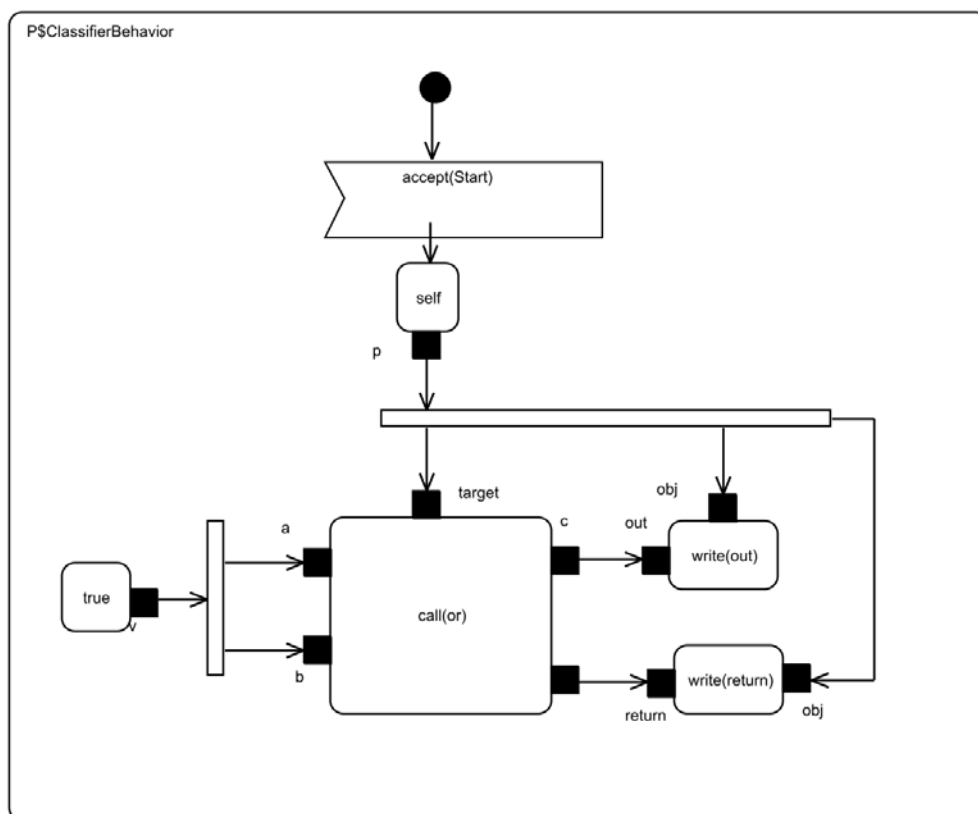 P$ClassifierBehavior
accept(Start)
self
p
target
obj
a
c
out
write(out)
true
v
call(or)
b
write(return)
return
obj